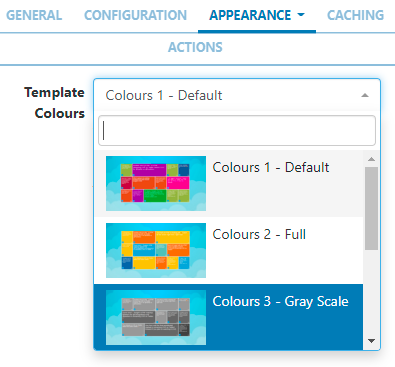 GENERAL CONFIGURATION APPEARANCE CACHING
ACTIONS
Template Colours
Colours 1 - Default
Colours 1 - Default
Colours 2 - Full
Colours 3 - Gray Scale